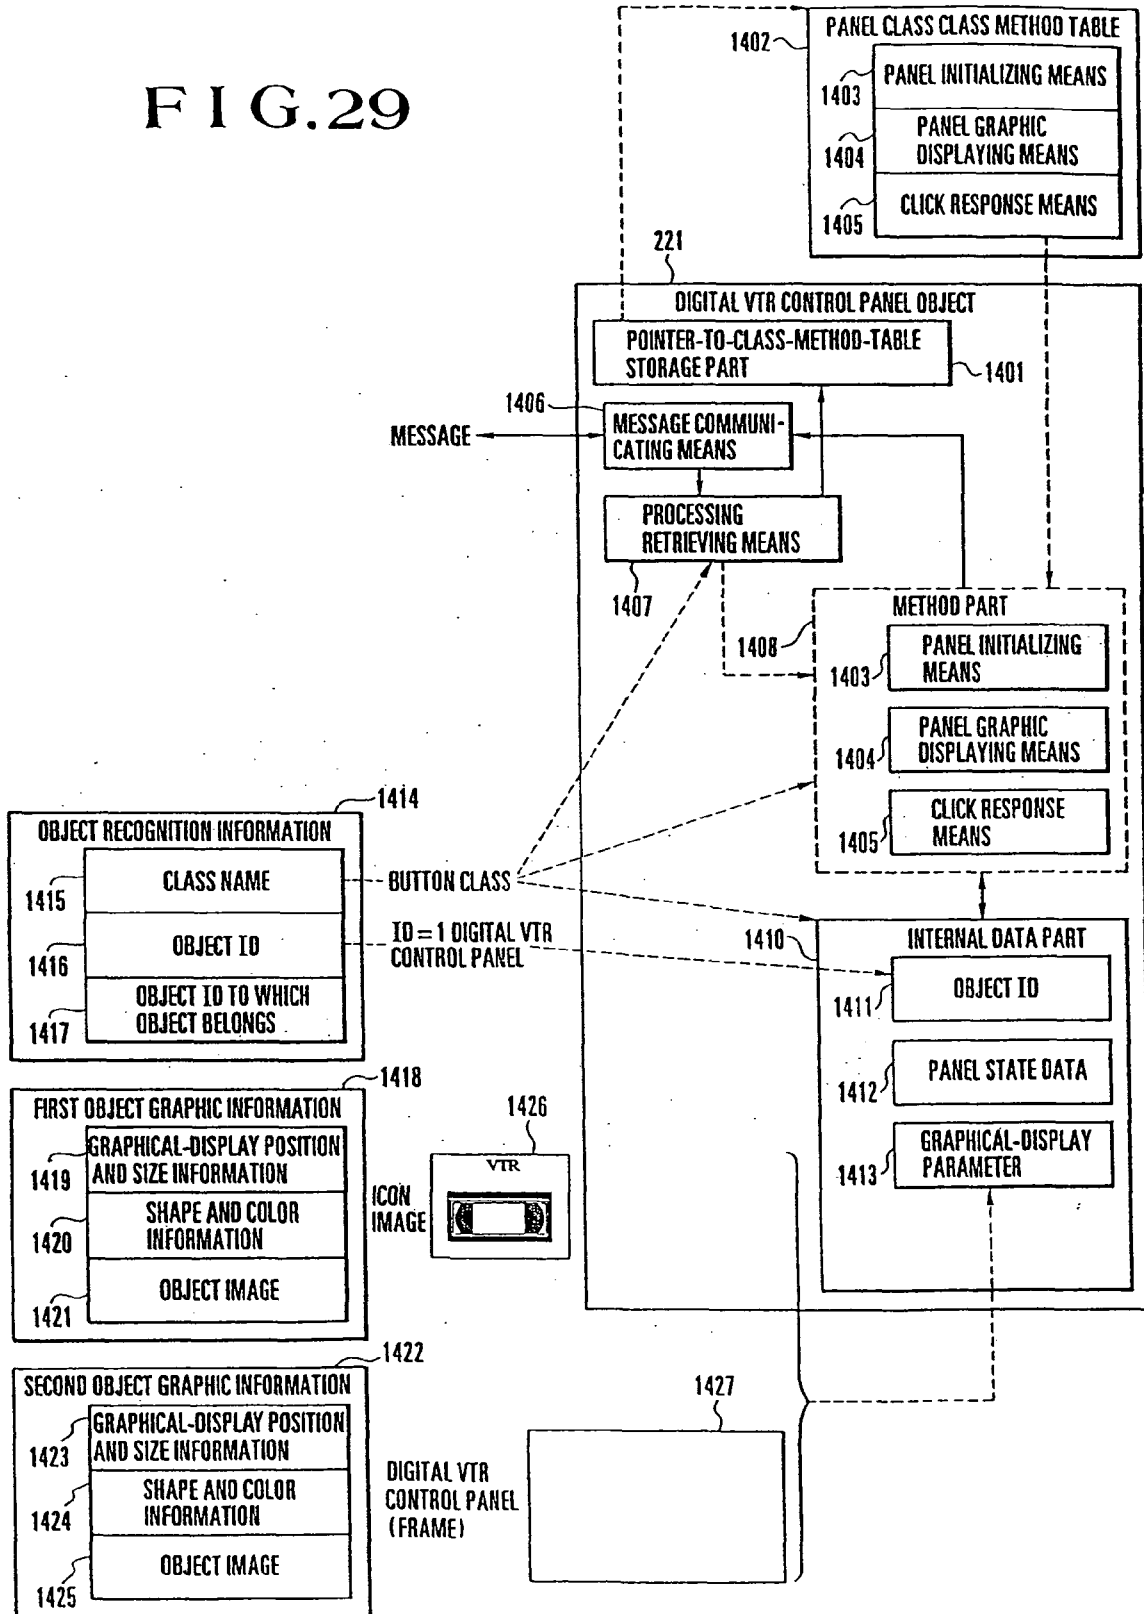 FIG.29
PANEL CLASS CLASS METHOD TABLE
1402
PANEL INITIALIZING MEANS
1403
PANEL GRAPHIC
DISPLAYING MEANS
1404
CLICK RESPONSE MEANS
1405
221
DIGITAL VTR CONTROL PANEL OBJECT
POINTER-TO-CLASS-METHOD-TABLE
STORAGE PART
1401
1406
MESSAGE
MESSAGE COMMUNI-
CATING MEANS
PROCESSING
RETRIEVING MEANS
1407
METHOD PART
1408
PANEL INITIALIZING
MEANS
1403
PANEL GRAPHIC
DISPLAYING MEANS
1404
CLICK RESPONSE
MEANS
1405
1414
OBJECT RECOGNITION INFORMATION
CLASS NAME
1415
BUTTON CLASS
OBJECT ID
1416
ID=1 DIGITAL VTR
CONTROL PANEL
OBJECT ID TO WHICH
OBJECT BELONGS
1417
1410
INTERNAL DATA PART
OBJECT ID
1411
PANEL STATE DATA
1412
GRAPHICAL-DISPLAY
PARAMETER
1413
1418
FIRST OBJECT GRAPHIC INFORMATION
GRAPHICAL-DISPLAY POSITION
AND SIZE INFORMATION
1419
SHAPE AND COLOR
INFORMATION
1420
OBJECT IMAGE
1421
ICON
IMAGE
1426
VTR
1422
SECOND OBJECT GRAPHIC INFORMATION
GRAPHICAL-DISPLAY POSITION
AND SIZE INFORMATION
1423
SHAPE AND COLOR
INFORMATION
1424
OBJECT IMAGE
1425
DIGITAL VTR
CONTROL PANEL
(FRAME)
1427